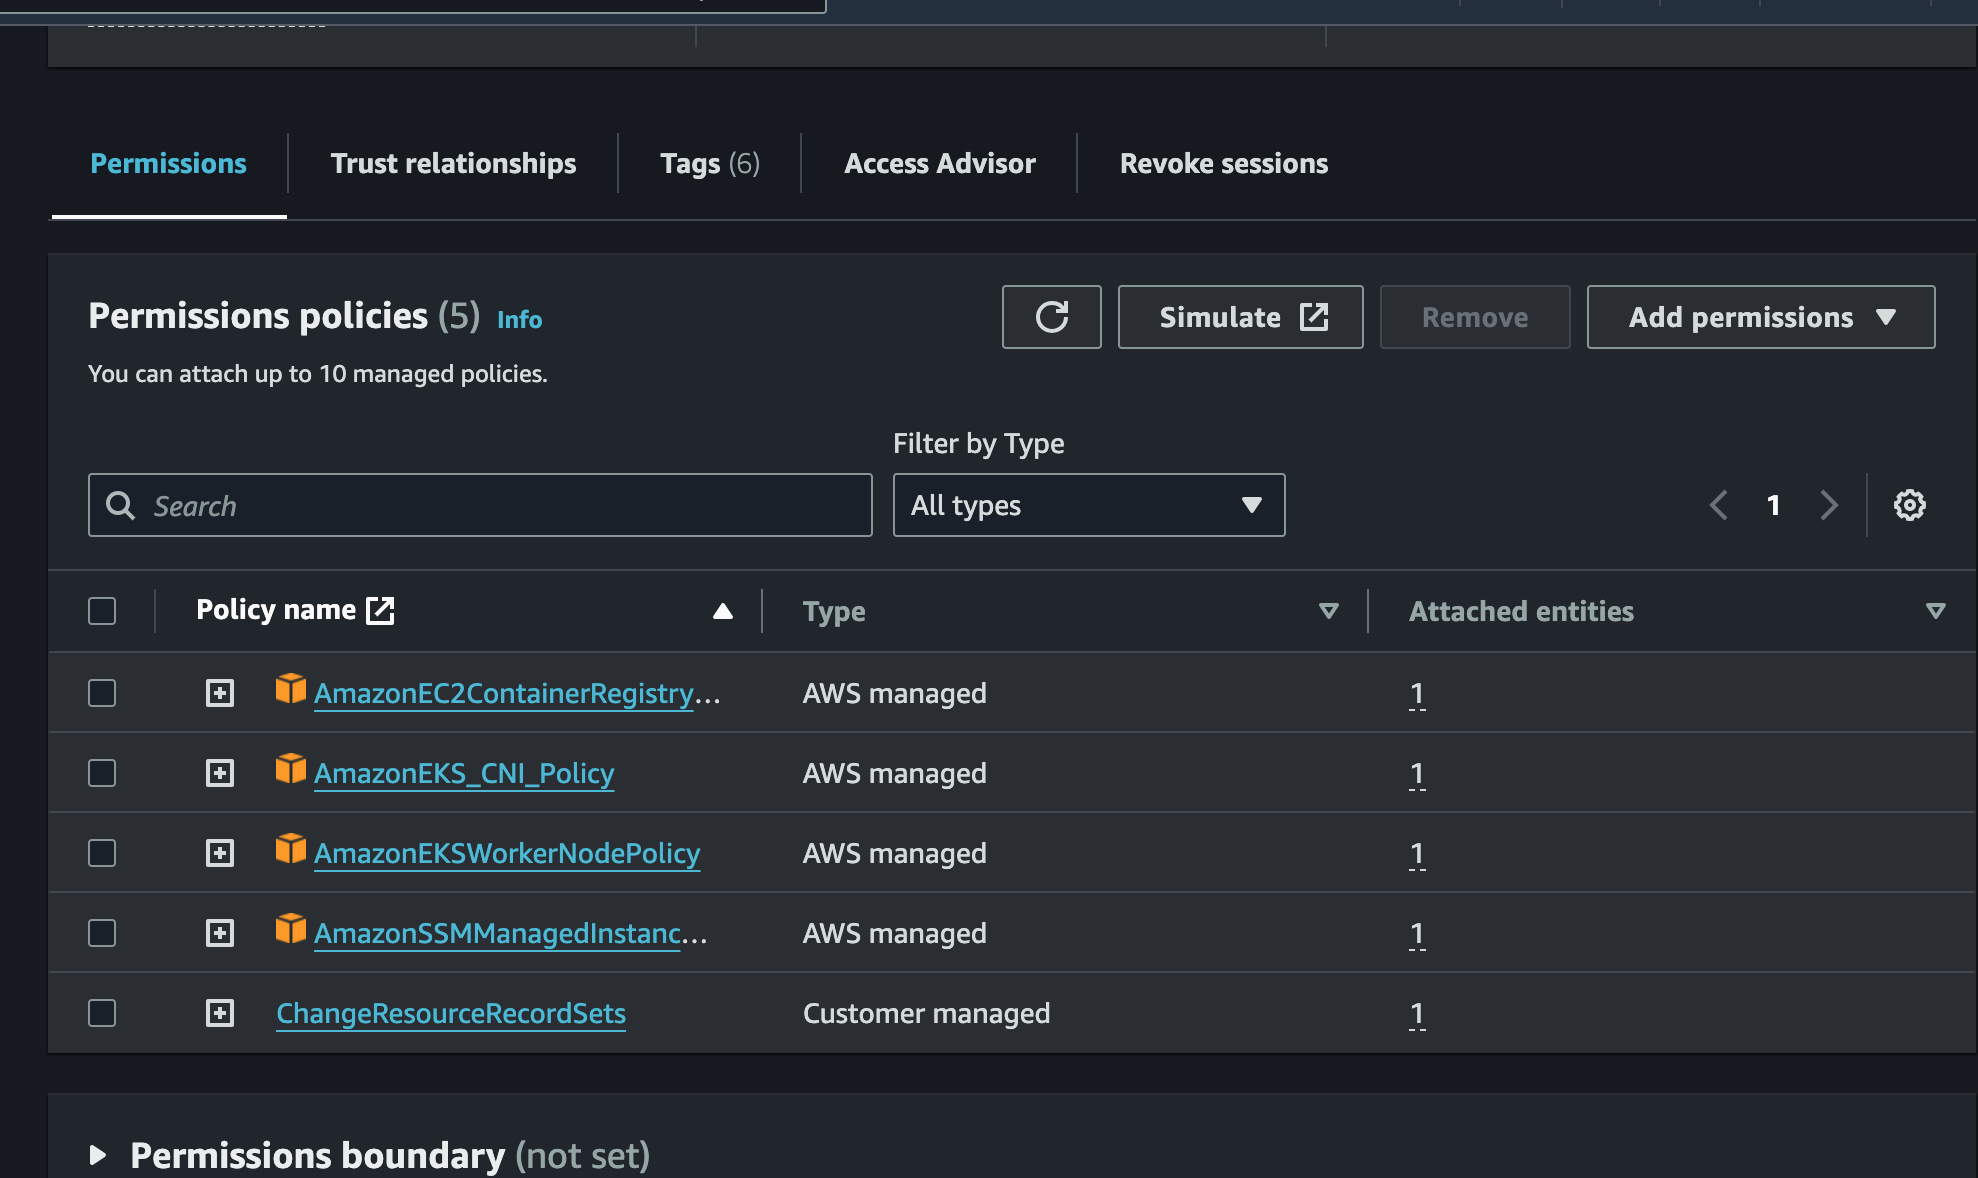 Permissions
Trust relationships
Tags (6)
Access Advisor
Revoke sessions
Permissions policies (5) Info
Simulate
Remove
Add permissions
You can attach up to 10 managed policies.
Filter by Type
Search
All types
1
Policy name
Type
Attached entities
AmazonEC2ContainerRegistry... AWS managed 1
AmazonEKS_CNI_Policy AWS managed 1
AmazonEKSWorkerNodePolicy AWS managed 1
AmazonSSMManagedInstanc... AWS managed 1
ChangeResourceRecordSets Customer managed 1
Permissions boundary (not set)